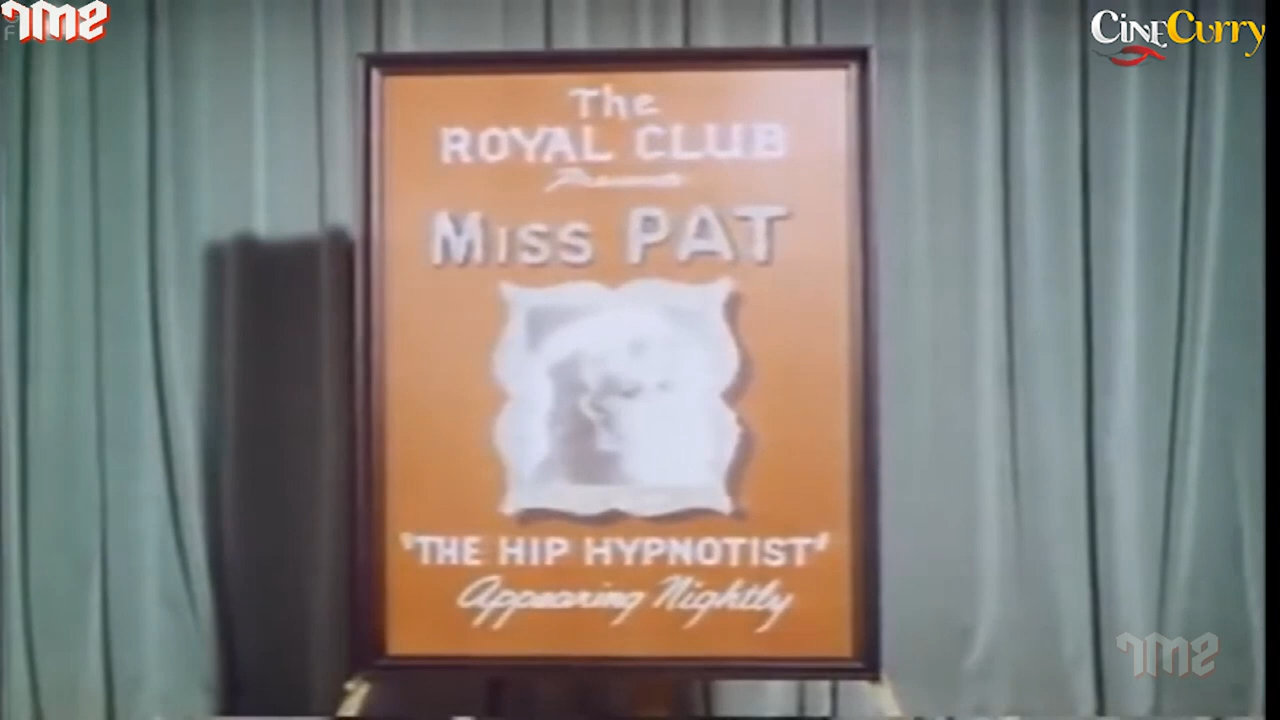 CINECURRY
The
ROYAL CLUB
Presents
MISS PAT
"THE HIP HYPNOTIST"
Appearing Nightly